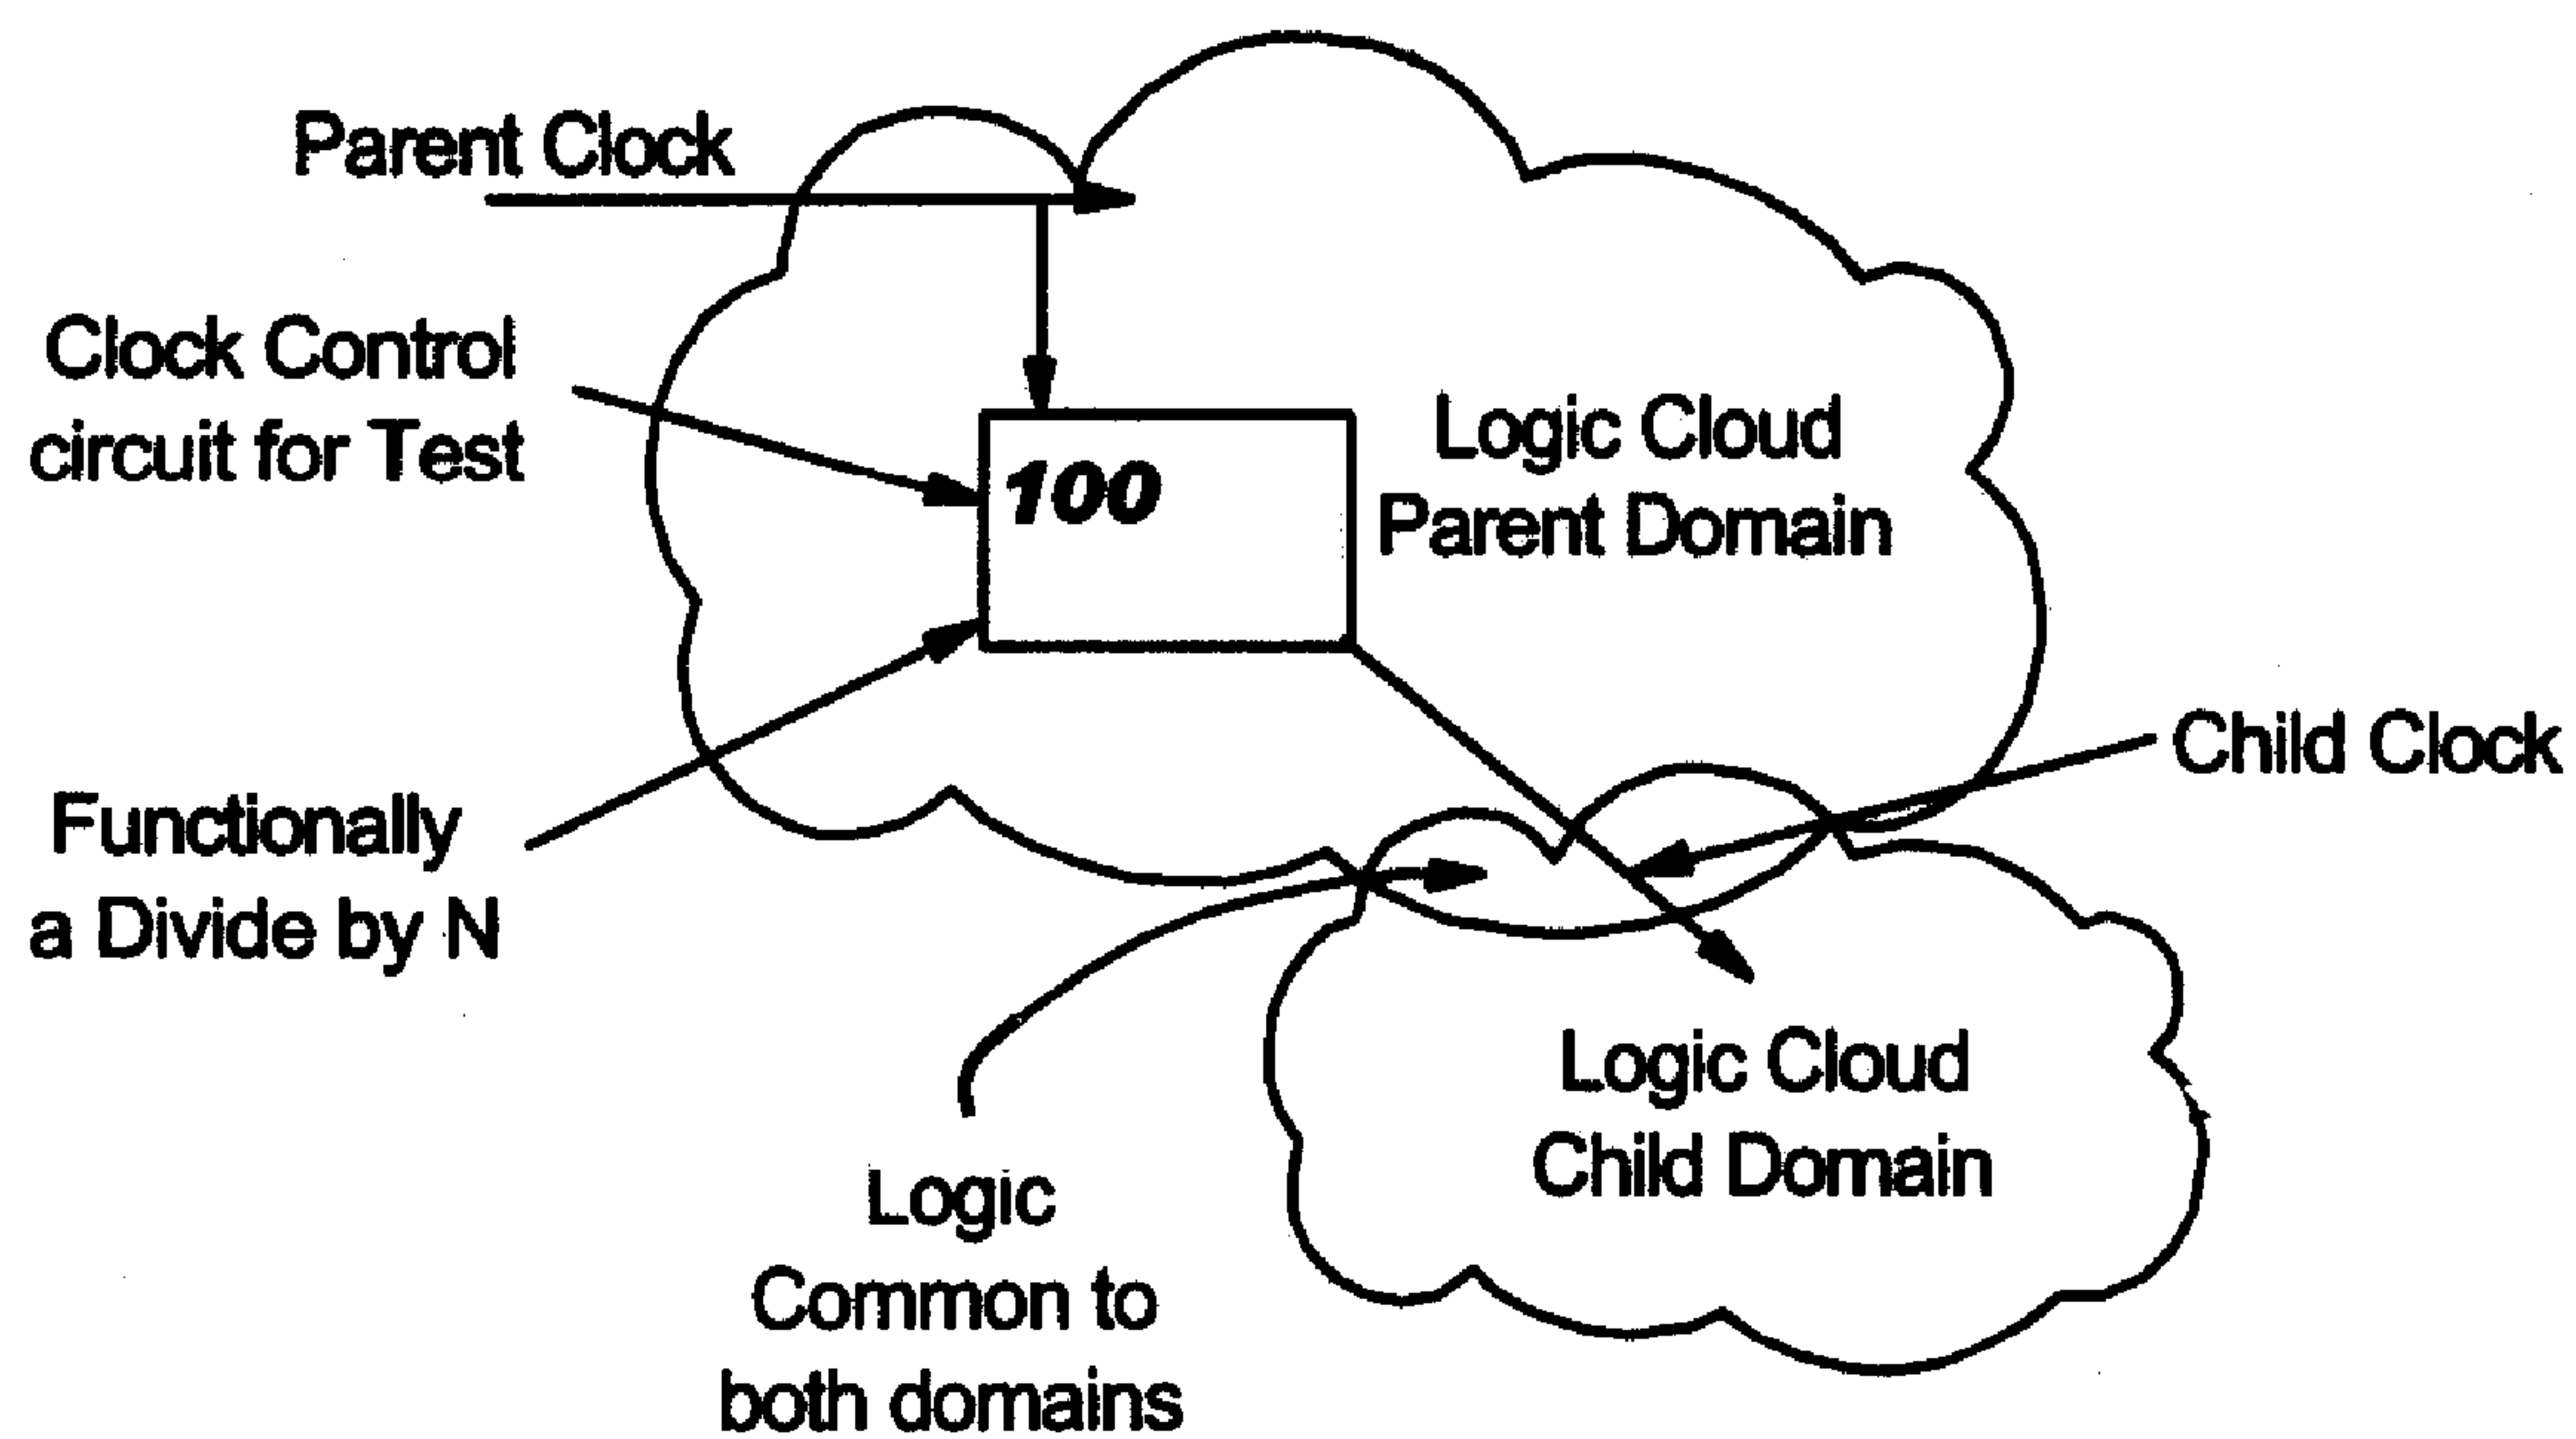 Parent Clock
Clock Control
circuit for Test
100
Logic Cloud
Parent Domain
Functionally
a Divide by N
Child Clock
Logic Cloud
Child Domain
Logic
Common to
both domains